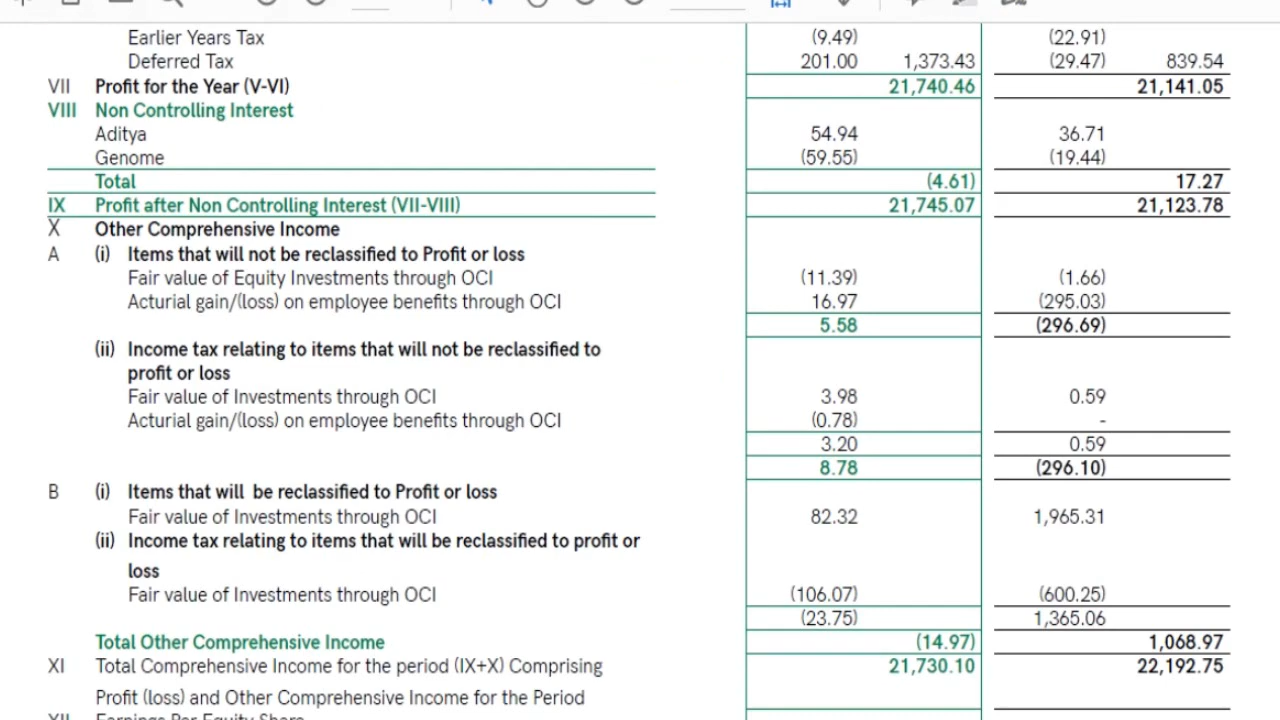 Earlier Years Tax (9.49) (22.91)
Deferred Tax 201.00 1,373.43 (29.47) 839.54
VII Profit for the Year (V-VI) 21,740.46 21,141.05
VIII Non Controlling Interest
Aditya 54.94 36.71
Genome (59.55) (19.44)
Total (4.61) 17.27
IX Profit after Non Controlling Interest (VII-VIII) 21,745.07 21,123.78
X Other Comprehensive Income
A (i) Items that will not be reclassified to Profit or loss
Fair value of Equity Investments through OCI (11.39) (1.66)
Acturial gain/(loss) on employee benefits through OCI 16.97 (295.03)
5.58 (296.69)
(ii) Income tax relating to items that will not be reclassified to
profit or loss
Fair value of Investments through OCI 3.98 0.59
Acturial gain/(loss) on employee benefits through OCI (0.78) -
3.20 0.59
8.78 (296.10)
B (i) Items that will be reclassified to Profit or loss
Fair value of Investments through OCI 82.32 1,965.31
(ii) Income tax relating to items that will be reclassified to profit or
loss
Fair value of Investments through OCI (106.07) (600.25)
(23.75) 1,365.06
Total Other Comprehensive Income (14.97) 1,068.97
XI Total Comprehensive Income for the period (IX+X) Comprising 21,730.10 22,192.75
Profit (loss) and Other Comprehensive Income for the Period
XII Earnings Per Equity Share